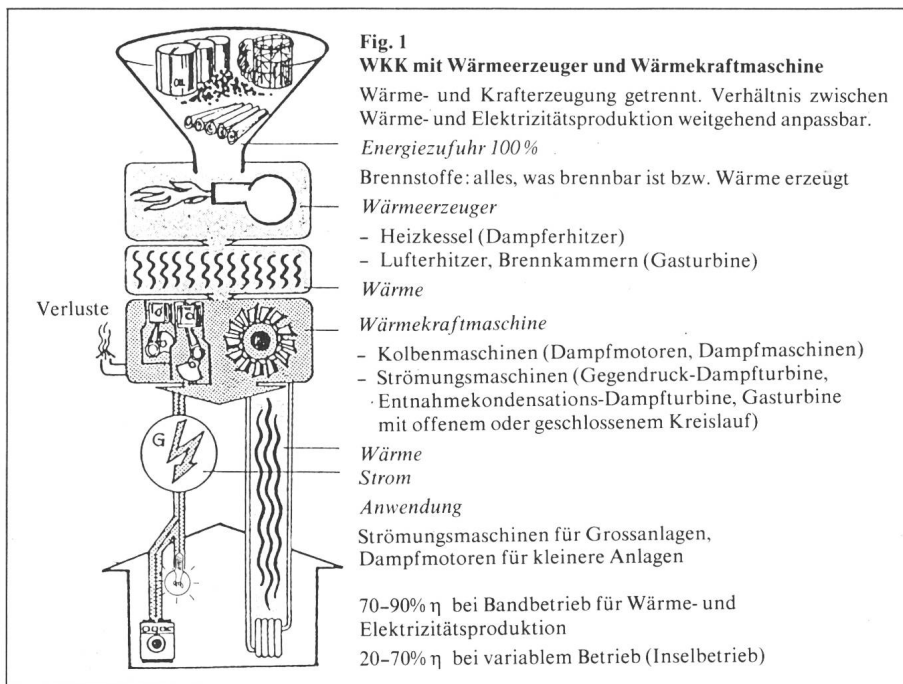 Fig. 1
WKK mit Wärmeerzeuger und Wärmekraftmaschine
Wärme- und Krafterzeugung getrennt. Verhältnis zwischen
Wärme- und Elektrizitätsproduktion weitgehend anpassbar.
Energiezufuhr 100%
Brennstoffe: alles, was brennbar ist bzw. Wärme erzeugt
Wärmeerzeuger
– Heizkessel (Dampferhitzer)
– Lufterhitzer, Brennkammern (Gasturbine)
Wärme
Verluste
Wärmekraftmaschine
– Kolbenmaschinen (Dampfmotoren, Dampfmaschinen)
– Strömungsmaschinen (Gegendruck-Dampfturbine,
Entnahmekondensations-Dampfturbine, Gasturbine
mit offenem oder geschlossenem Kreislauf)
G
Wärme
Strom
Anwendung
Strömungsmaschinen für Grossanlagen,
Dampfmotoren für kleinere Anlagen
70–90% η bei Bandbetrieb für Wärme- und
Elektrizitätsproduktion
20–70% η bei variablem Betrieb (Inselbetrieb)